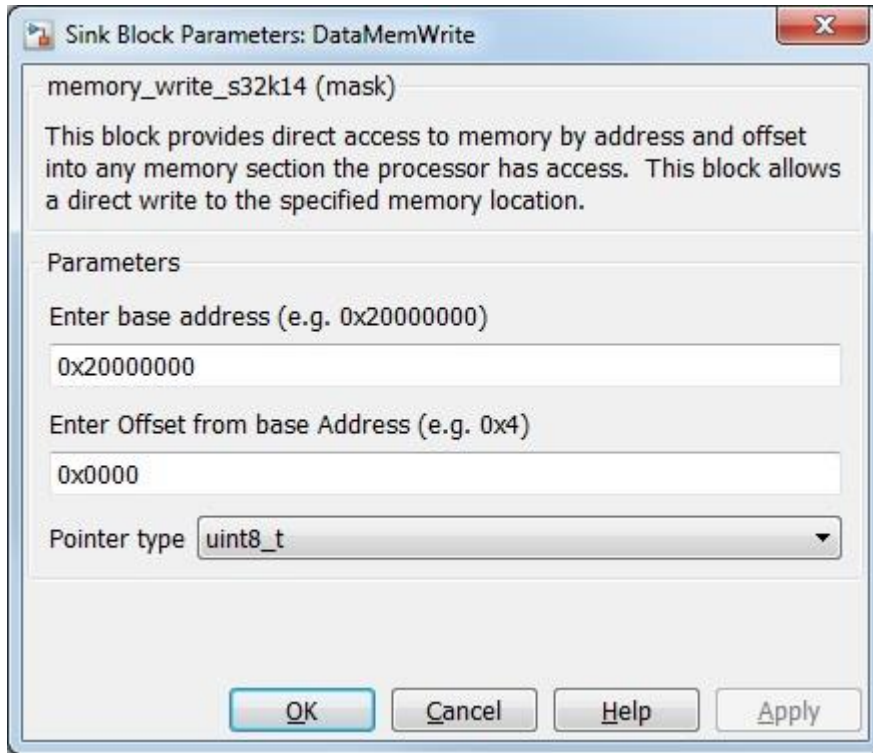 Sink Block Parameters: DataMemWrite
memory_write_s32k14 (mask)
This block provides direct access to memory by address and offset
into any memory section the processor has access.  This block allows
a direct write to the specified memory location.
Parameters
Enter base address (e.g. 0x20000000)
0x20000000
Enter Offset from base Address (e.g. 0x4)
0x0000
Pointer type uint8_t
OK Cancel Help Apply